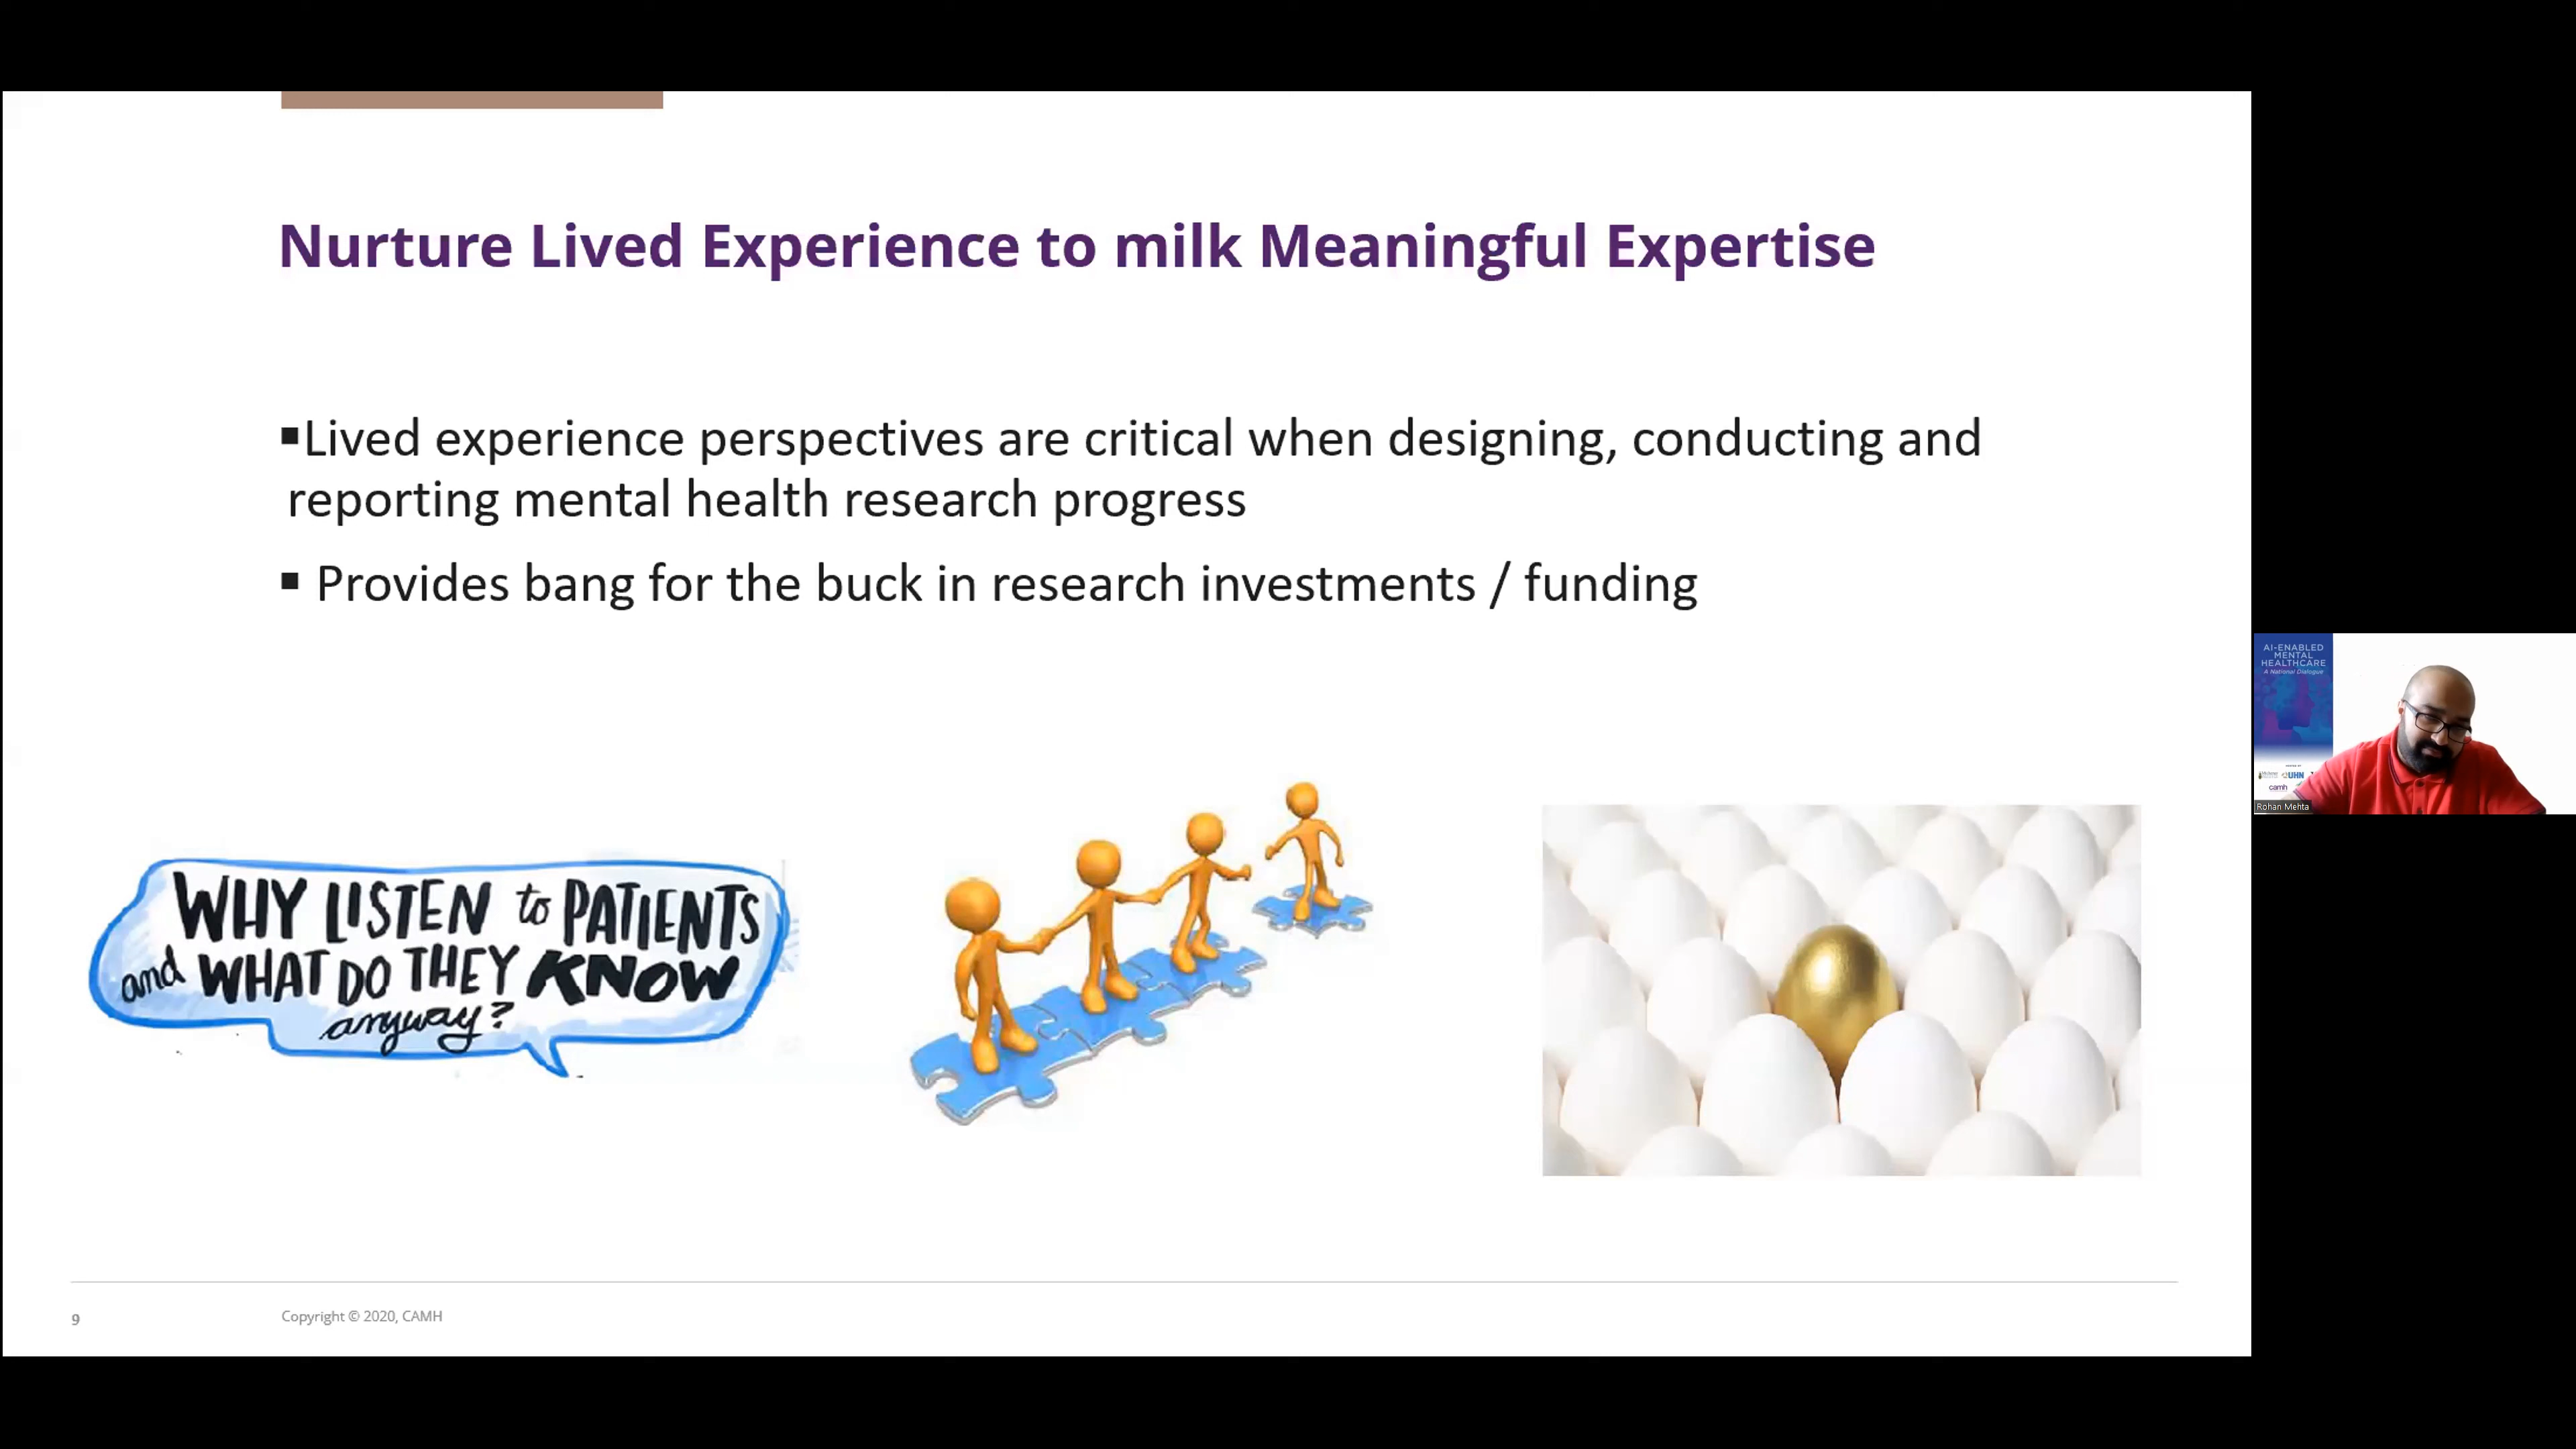 Nurture Lived Experience to milk Meaningful Expertise
▪Lived experience perspectives are critical when designing, conducting and
reporting mental health research progress
▪ Provides bang for the buck in research investments / funding
WHY LISTEN to PATIENTS
and WHAT DO THEY KNOW
anyway?
9
Copyright © 2020, CAMH
AI-ENABLED
MENTAL
HEALTHCARE
A National Dialogue
UHN
camh
Rohan Mehta